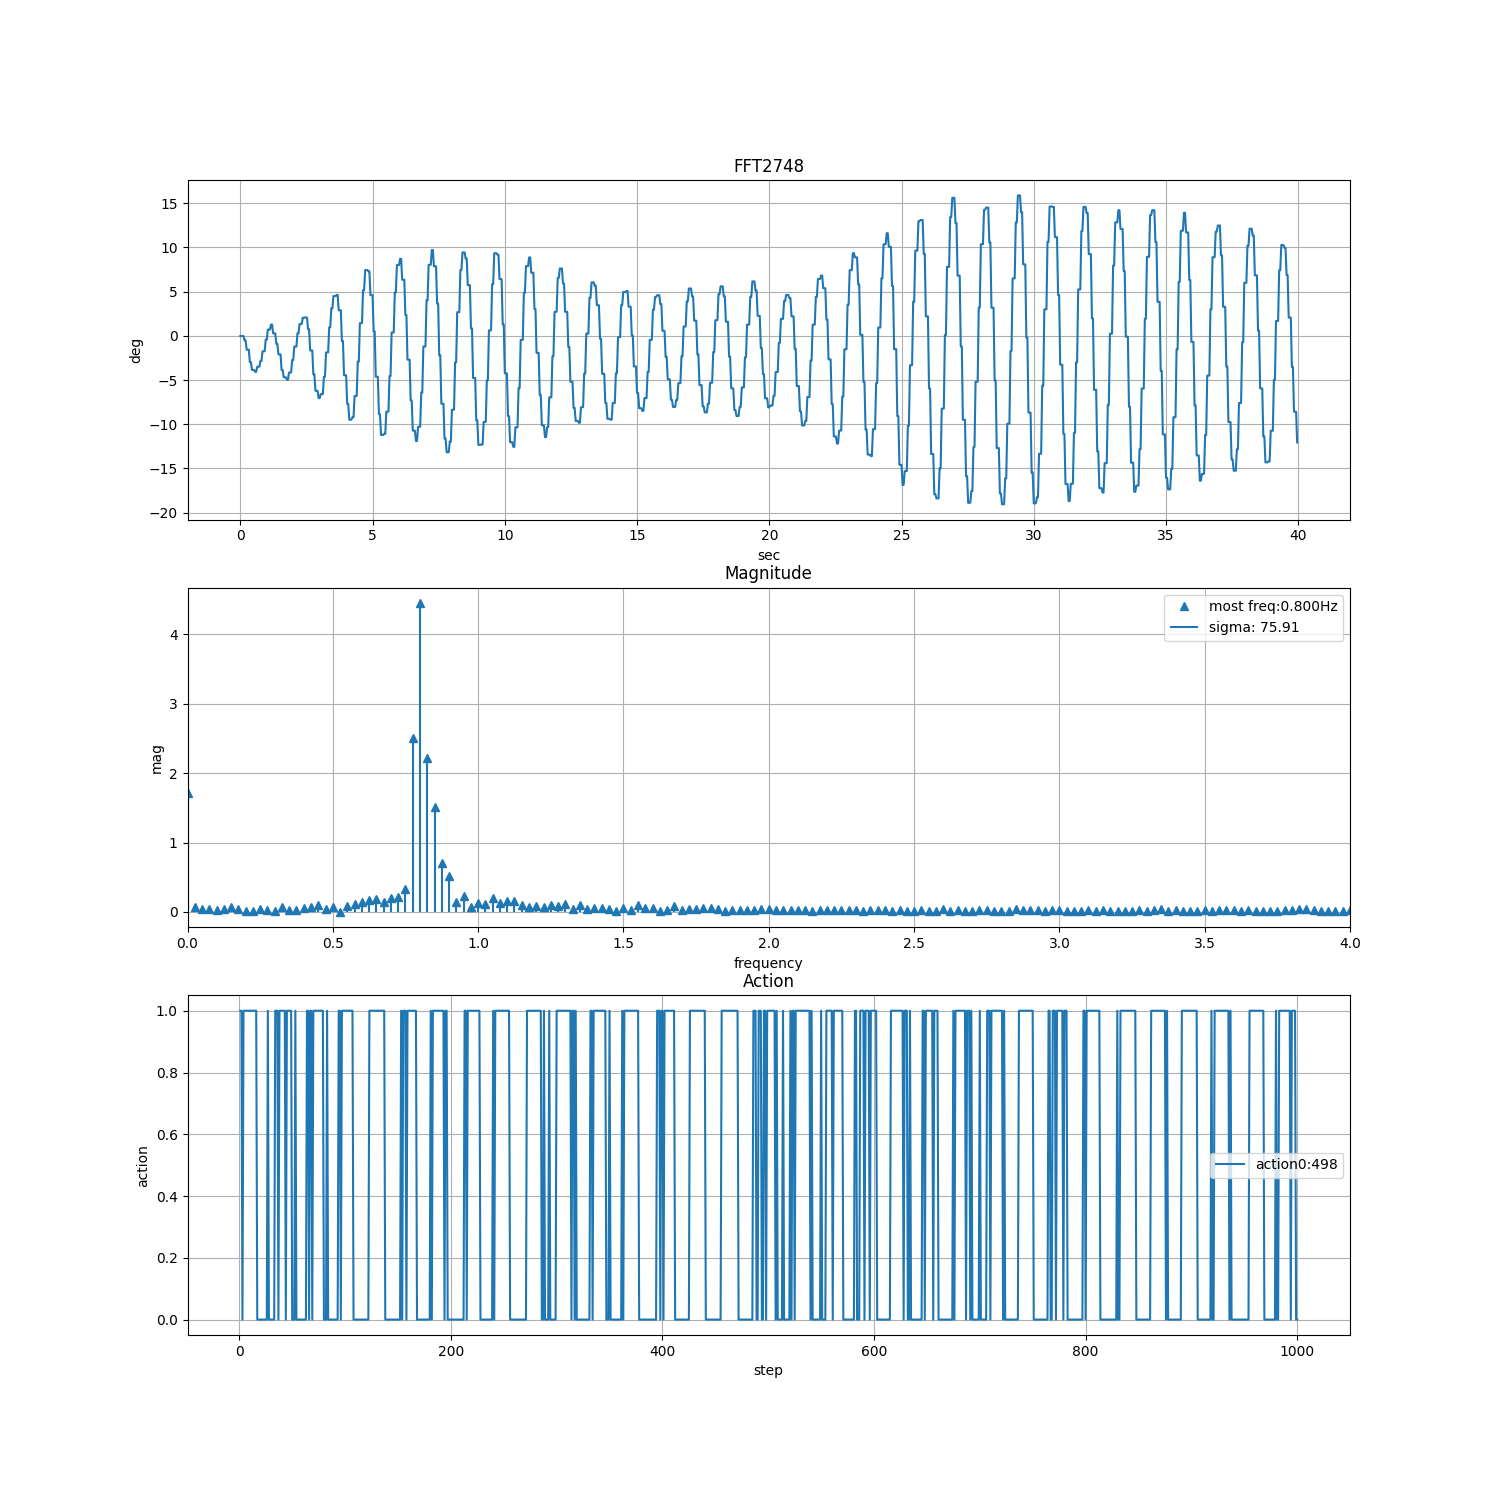 FFT2748
15
10
5
0
−5
−10
−15
−20
deg
0 5 10 15 20 25 30 35 40
sec
Magnitude
most freq:0.800Hz
sigma: 75.91
4
3
2
1
0
mag
0.0 0.5 1.0 1.5 2.0 2.5 3.0 3.5 4.0
frequency
Action
1.0
0.8
0.6
0.4
0.2
0.0
action
action0:498
0 200 400 600 800 1000
step